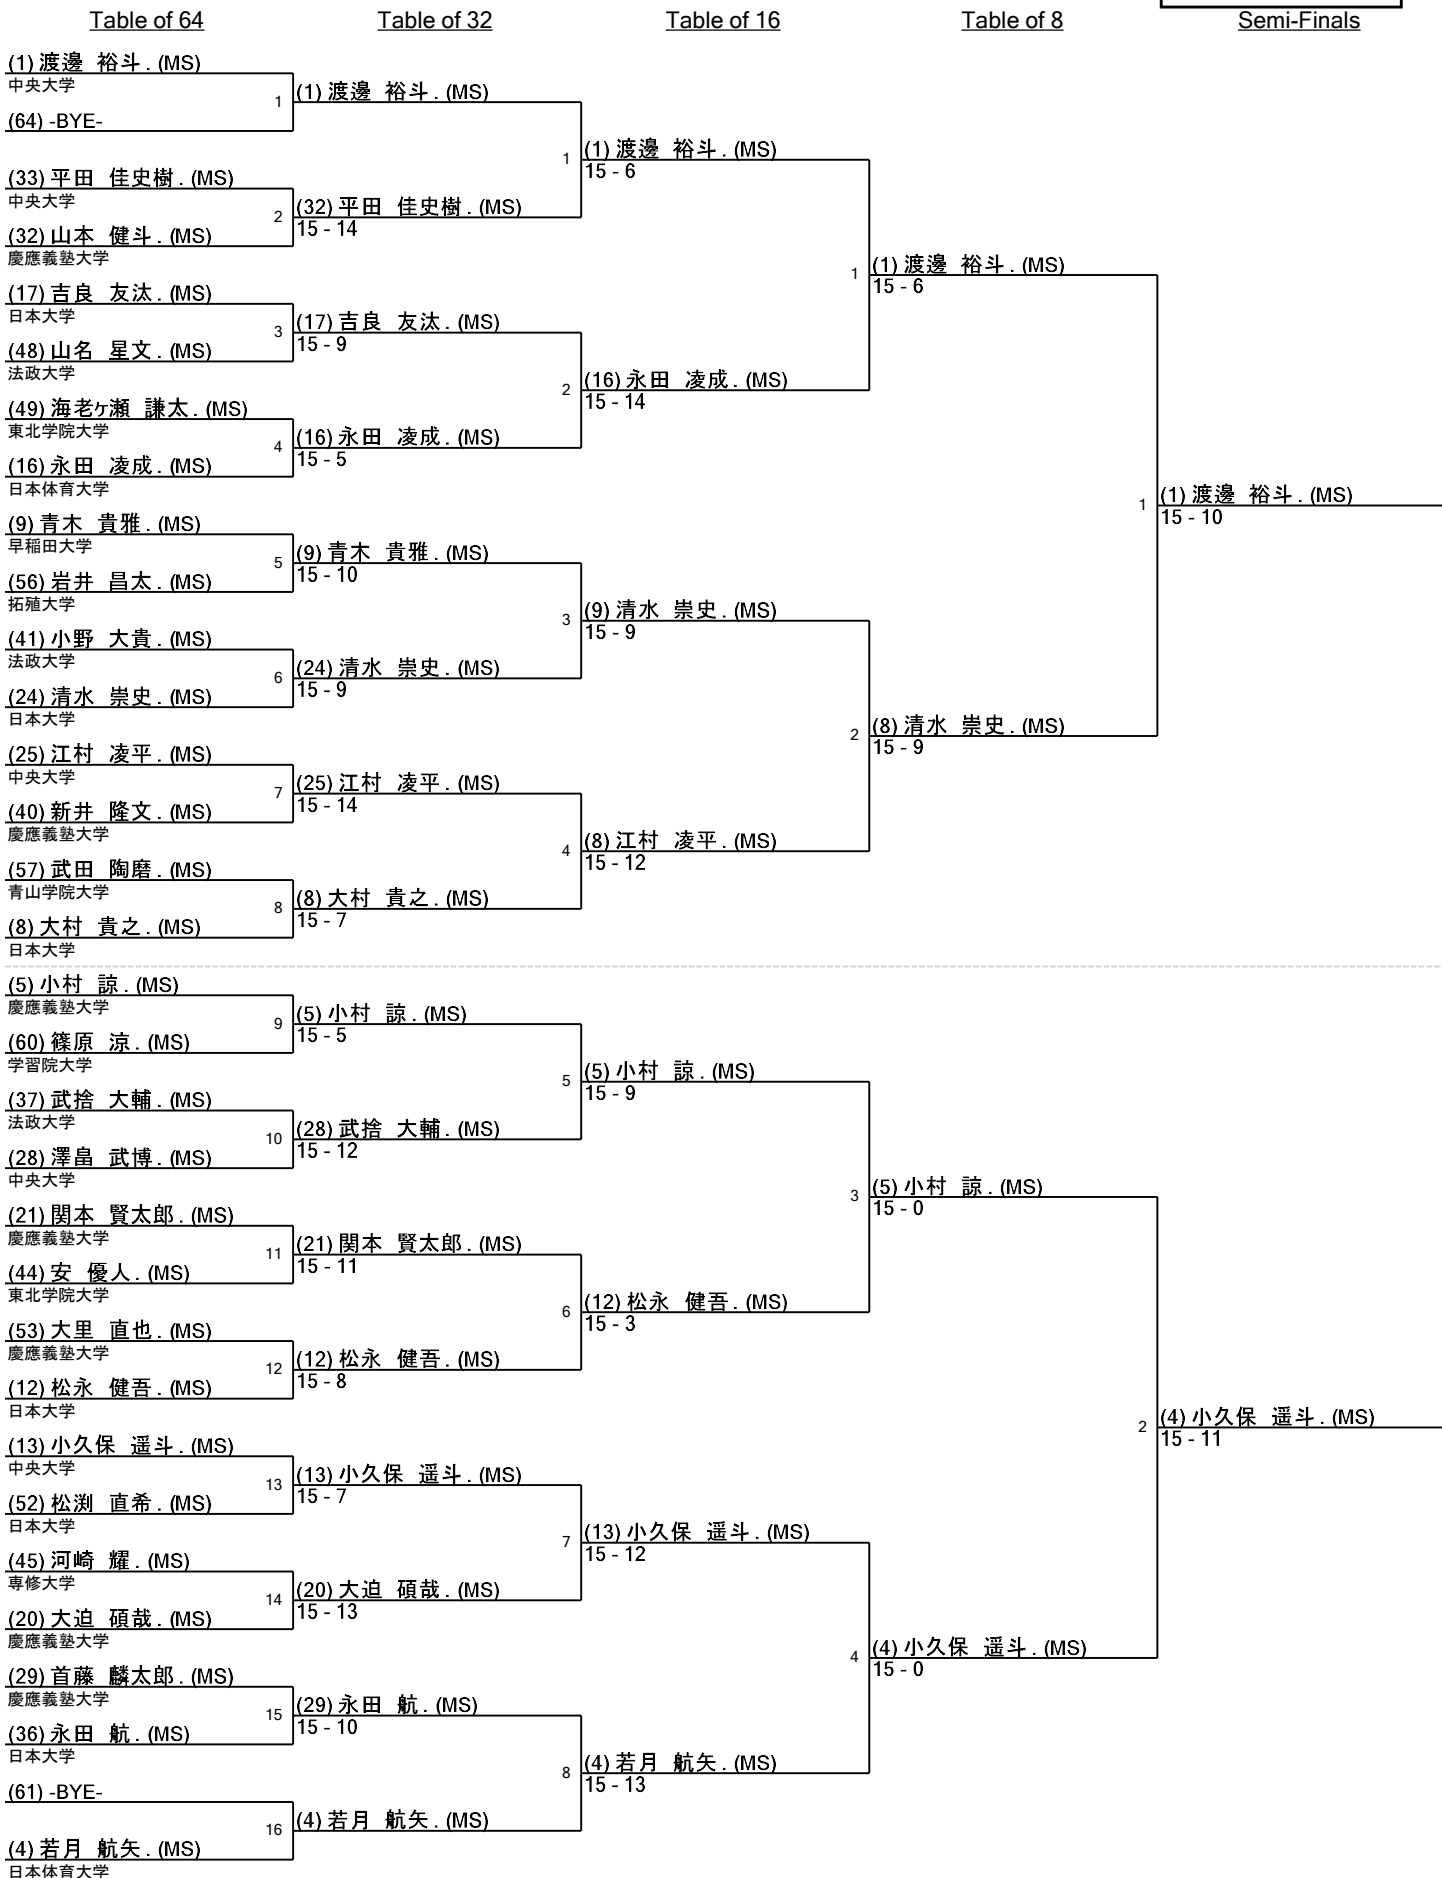 Table of 64
Table of 32
Table of 16
Table of 8
Semi-Finals
(1) 渡邊 裕斗 . (MS)
中央大学
1
(64) -BYE-
(33) 平田 佳史樹 . (MS)
中央大学
2
(32) 山本 健斗 . (MS)
慶應義塾大学
(17) 吉良 友汰 . (MS)
日本大学
3
(48) 山名 星文 . (MS)
法政大学
(49) 海老ヶ瀬 謙太 . (MS)
東北学院大学
4
(16) 永田 凌成 . (MS)
日本体育大学
(9) 青木 貴雅 . (MS)
早稲田大学
5
(56) 岩井 昌太 . (MS)
拓殖大学
(41) 小野 大貴 . (MS)
法政大学
6
(24) 清水 崇史 . (MS)
日本大学
(25) 江村 凌平 . (MS)
中央大学
7
(40) 新井 隆文 . (MS)
慶應義塾大学
(57) 武田 陶磨 . (MS)
青山学院大学
8
(8) 大村 貴之 . (MS)
日本大学
(5) 小村 諒 . (MS)
慶應義塾大学
9
(60) 篠原 涼 . (MS)
学習院大学
(37) 武捨 大輔 . (MS)
法政大学
10
(28) 澤畠 武博 . (MS)
中央大学
(21) 関本 賢太郎 . (MS)
慶應義塾大学
11
(44) 安 優人 . (MS)
東北学院大学
(53) 大里 直也 . (MS)
慶應義塾大学
12
(12) 松永 健吾 . (MS)
日本大学
(13) 小久保 遥斗 . (MS)
中央大学
13
(52) 松渕 直希 . (MS)
日本大学
(45) 河崎 耀 . (MS)
専修大学
14
(20) 大迫 碩哉 . (MS)
慶應義塾大学
(29) 首藤 麟太郎 . (MS)
慶應義塾大学
15
(36) 永田 航 . (MS)
日本大学
(61) -BYE-
16
(4) 若月 航矢 . (MS)
日本体育大学
(1) 渡邊 裕斗 . (MS)
1
(32) 平田 佳史樹 . (MS)
15 - 14
(17) 吉良 友汰 . (MS)
15 - 9
2
(16) 永田 凌成 . (MS)
15 - 5
(9) 青木 貴雅 . (MS)
15 - 10
3
(24) 清水 崇史 . (MS)
15 - 9
(25) 江村 凌平 . (MS)
15 - 14
4
(8) 大村 貴之 . (MS)
15 - 7
(5) 小村 諒 . (MS)
15 - 5
5
(28) 武捨 大輔 . (MS)
15 - 12
(21) 関本 賢太郎 . (MS)
15 - 11
6
(12) 松永 健吾 . (MS)
15 - 8
(13) 小久保 遥斗 . (MS)
15 - 7
7
(20) 大迫 碩哉 . (MS)
15 - 13
(29) 永田 航 . (MS)
15 - 10
8
(4) 若月 航矢 . (MS)
(1) 渡邊 裕斗 . (MS)
15 - 6
1
(16) 永田 凌成 . (MS)
15 - 14
(9) 清水 崇史 . (MS)
15 - 9
2
(8) 江村 凌平 . (MS)
15 - 12
(5) 小村 諒 . (MS)
15 - 9
3
(12) 松永 健吾 . (MS)
15 - 3
(13) 小久保 遥斗 . (MS)
15 - 12
4
(4) 若月 航矢 . (MS)
15 - 13
(1) 渡邊 裕斗 . (MS)
15 - 6
1
(8) 清水 崇史 . (MS)
15 - 9
(5) 小村 諒 . (MS)
15 - 0
2
(4) 小久保 遥斗 . (MS)
15 - 0
(1) 渡邊 裕斗 . (MS)
15 - 10
(4) 小久保 遥斗 . (MS)
15 - 11